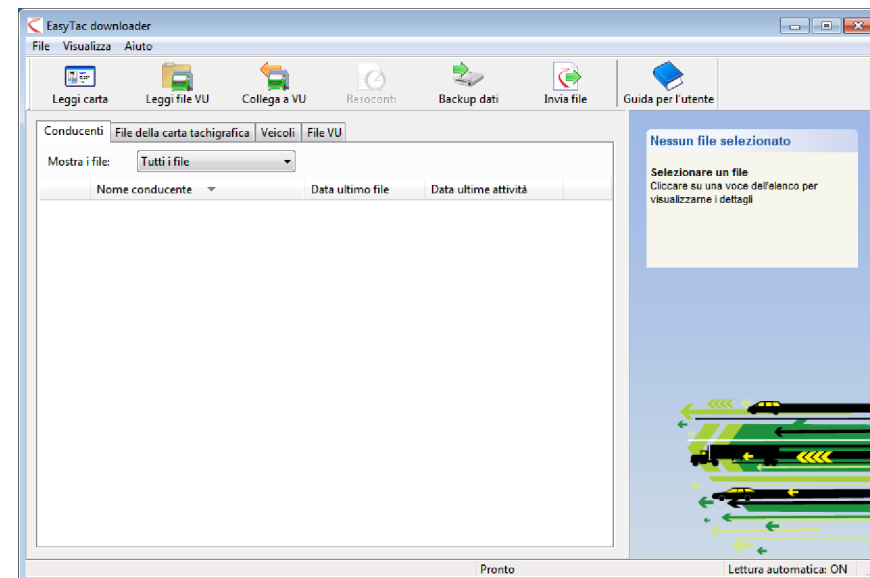 EasyTac downloader
File Visualizza Aiuto
Leggi carta Leggi file VU Collega a VU Resoconti Backup dati Invia file Guida per l'utente
Conducenti File della carta tachigrafica Veicoli File VU
Mostra i file: Tutti i file
Nome conducente Data ultimo file Data ultime attività
Nessun file selezionato
Selezionare un file
Cliccare su una voce dell'elenco per
visualizzarne i dettagli
Pronto Lettura automatica: ON